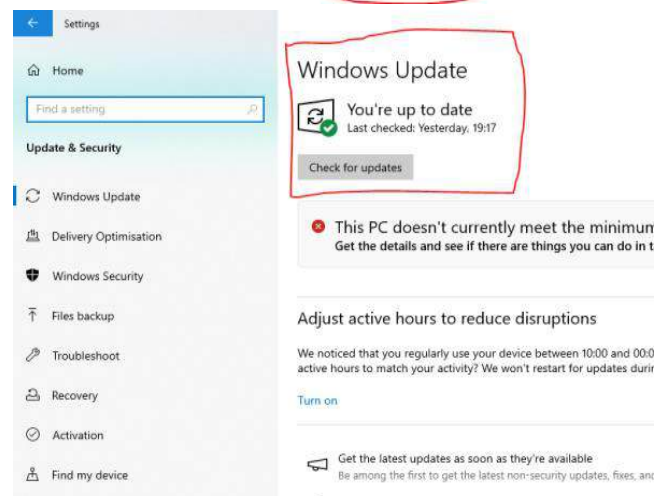 Settings
Home
Find a setting
Update & Security
Windows Update
Delivery Optimisation
Windows Security
Files backup
Troubleshoot
Recovery
Activation
Find my device
Windows Update
You're up to date
Last checked: Yesterday, 19:17
Check for updates
This PC doesn't currently meet the minimum
Get the details and see if there are things you can do in t
Adjust active hours to reduce disruptions
We noticed that you regularly use your device between 10:00 and 00:0
active hours to match your activity? We won't restart for updates durin
Turn on
Get the latest updates as soon as they're available
Be among the first to get the latest non-security updates, fixes, and